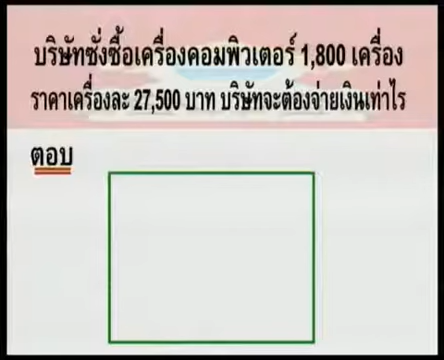 บริษัทซั่งซื้อเครื่องคอมพิวเตอร์ 1,800 เครื่อง
ราคาเครื่องละ 27,500 บาท บริษัทจะต้องจ่ายเงินเท่าไร
ตอบ